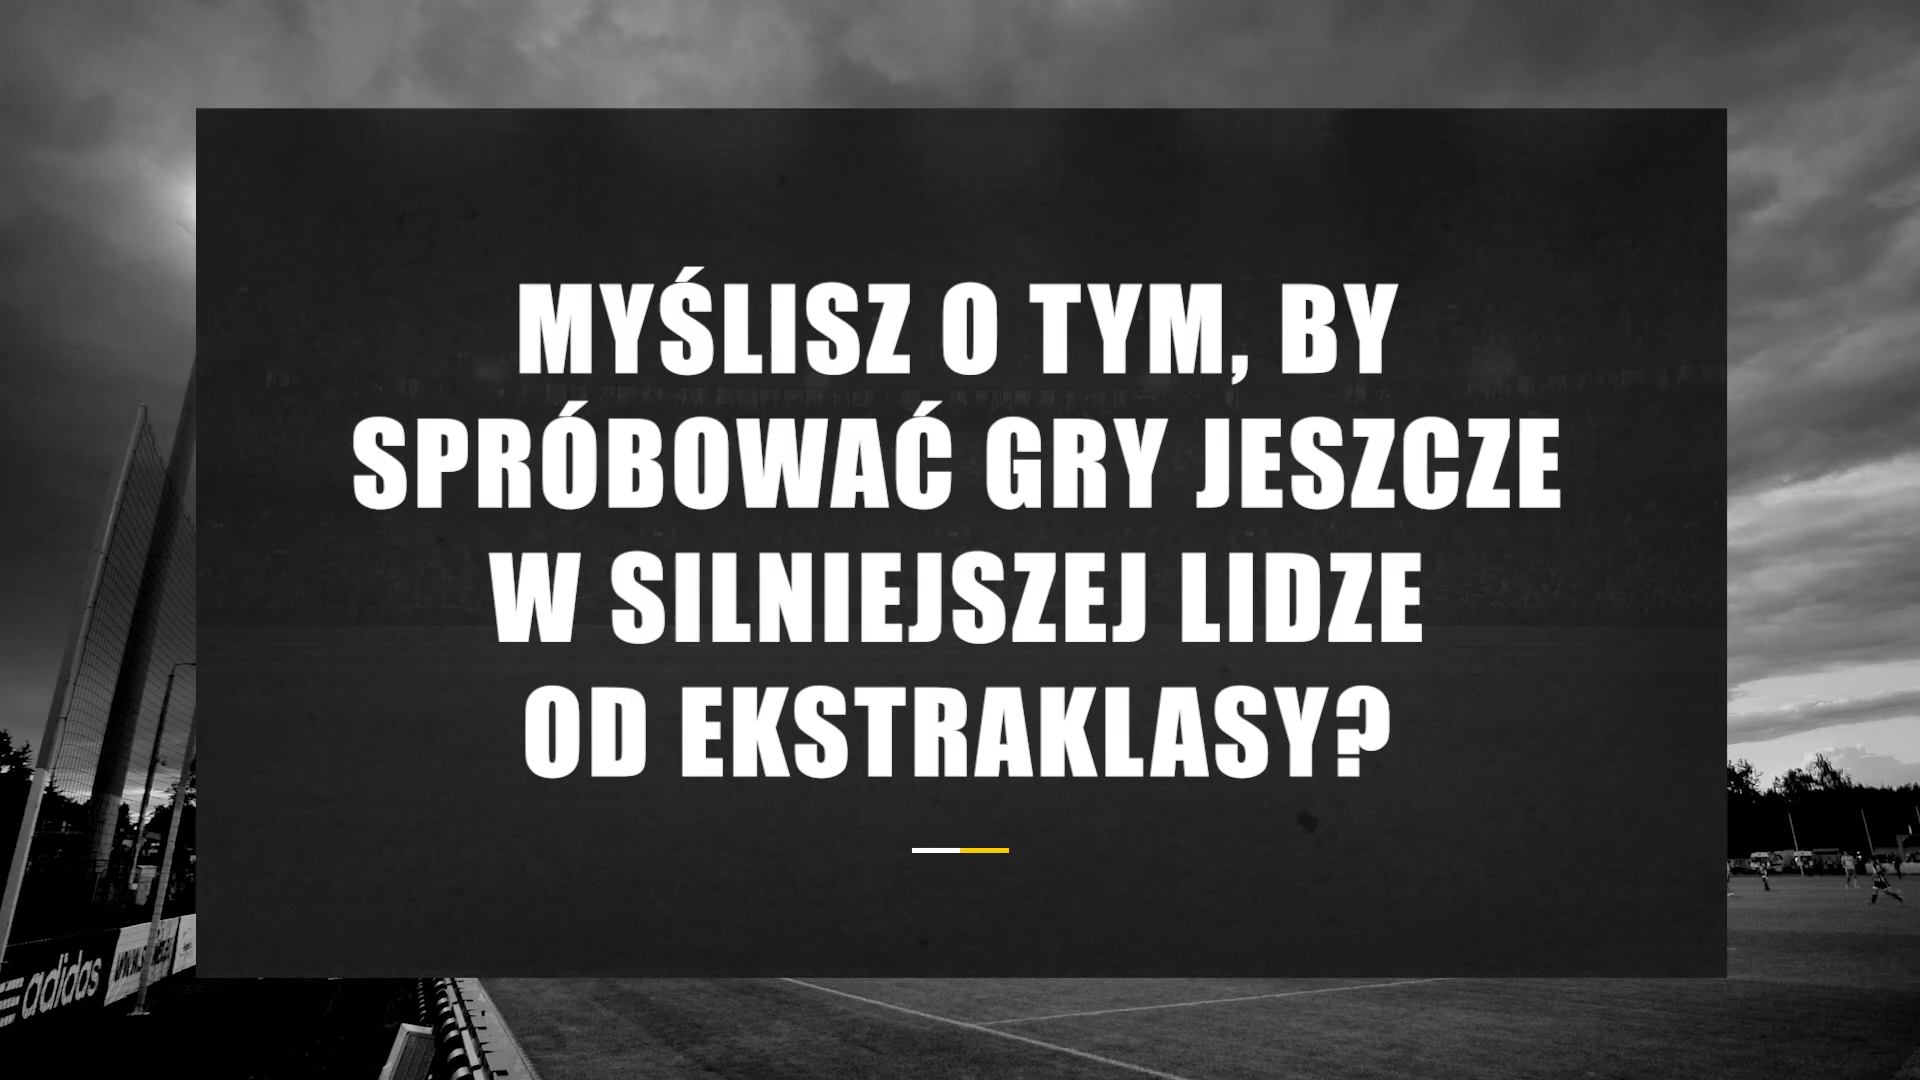 MYŚLISZ O TYM, BY
SPRÓBOWAĆ GRY JESZCZE
W SILNIEJSZEJ LIDZE
OD EKSTRAKLASY?
adidas